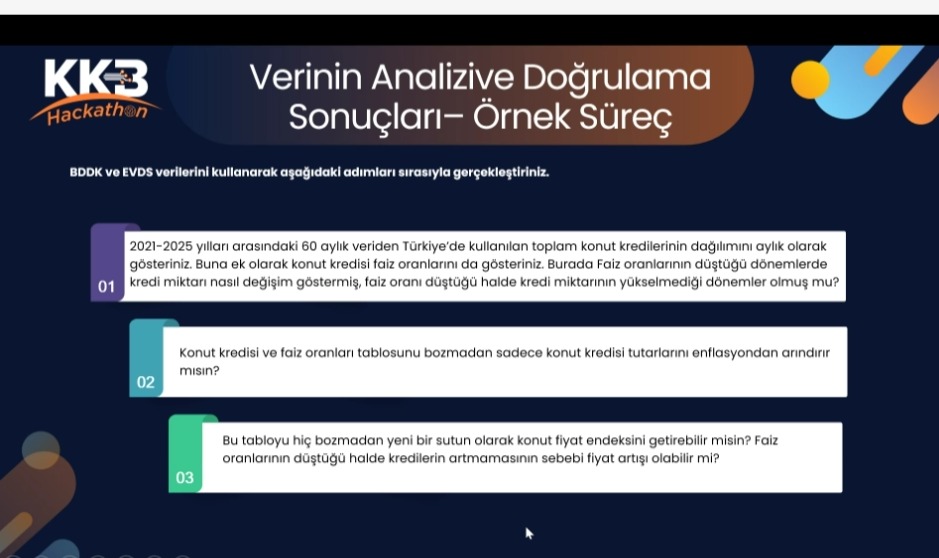 KKB
Hackathon
Verinin Analizive Doğrulama
Sonuçları– Örnek Süreç
BDDK ve EVDS verilerini kullanarak aşağıdaki adımları sırasıyla gerçekleştiriniz.
01
2021-2025 yılları arasındaki 60 aylık veriden Türkiye'de kullanılan toplam konut kredilerinin dağılımını aylık olarak
gösteriniz. Buna ek olarak konut kredisi faiz oranlarını da gösteriniz. Burada Faiz oranlarının düştüğü dönemlerde
kredi miktarı nasıl değişim göstermiş, faiz oranı düştüğü halde kredi miktarının yükselmediği dönemler olmuş mu?
02
Konut kredisi ve faiz oranları tablosunu bozmadan sadece konut kredisi tutarlarını enflasyondan arındırır
mısın?
03
Bu tabloyu hiç bozmadan yeni bir sutun olarak konut fiyat endeksini getirebilir misin? Faiz
oranlarının düştüğü halde kredilerin artmamasının sebebi fiyat artışı olabilir mi?